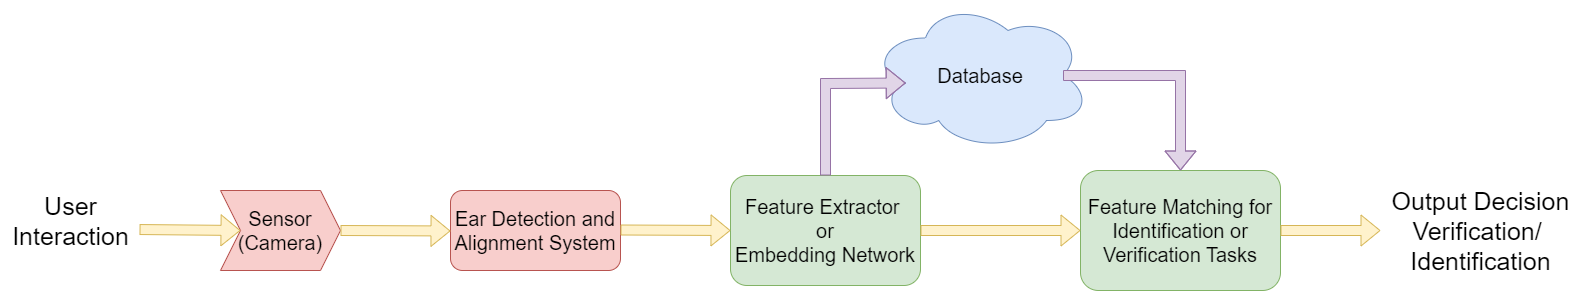 User
Interaction
Sensor
(Camera)
Ear Detection and
Alignment System
Feature Extractor
or
Embedding Network
Database
Feature Matching for
Identification or
Verification Tasks
Output Decision
Verification/
Identification